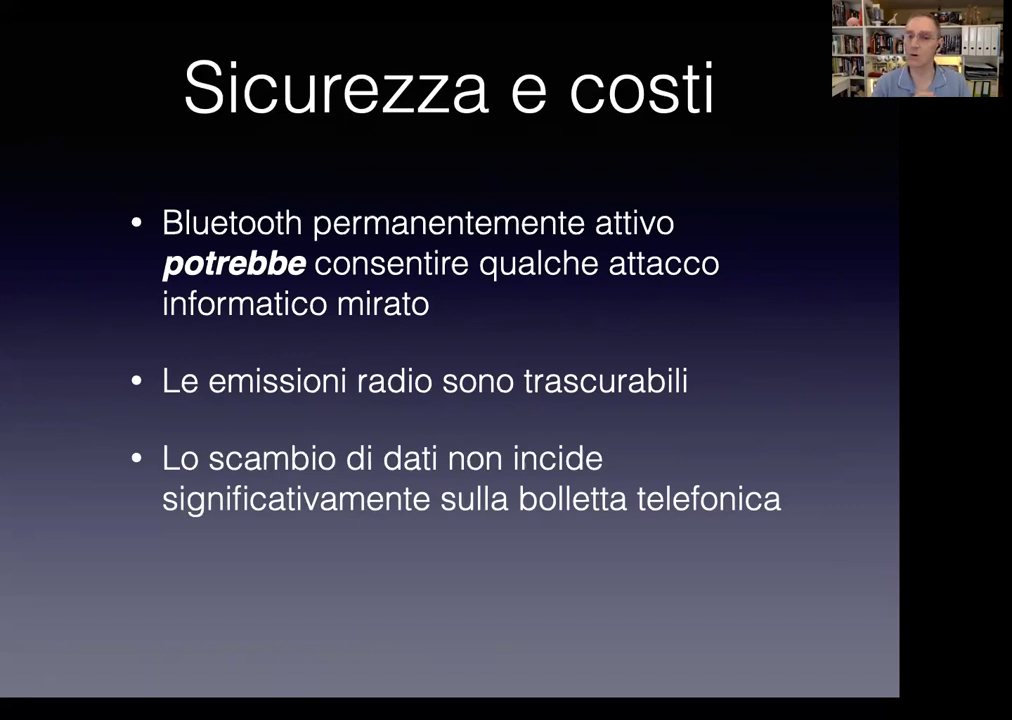 Sicurezza e costi
• Bluetooth permanentemente attivo
potrebbe consentire qualche attacco
informatico mirato
• Le emissioni radio sono trascurabili
• Lo scambio di dati non incide
significativamente sulla bolletta telefonica